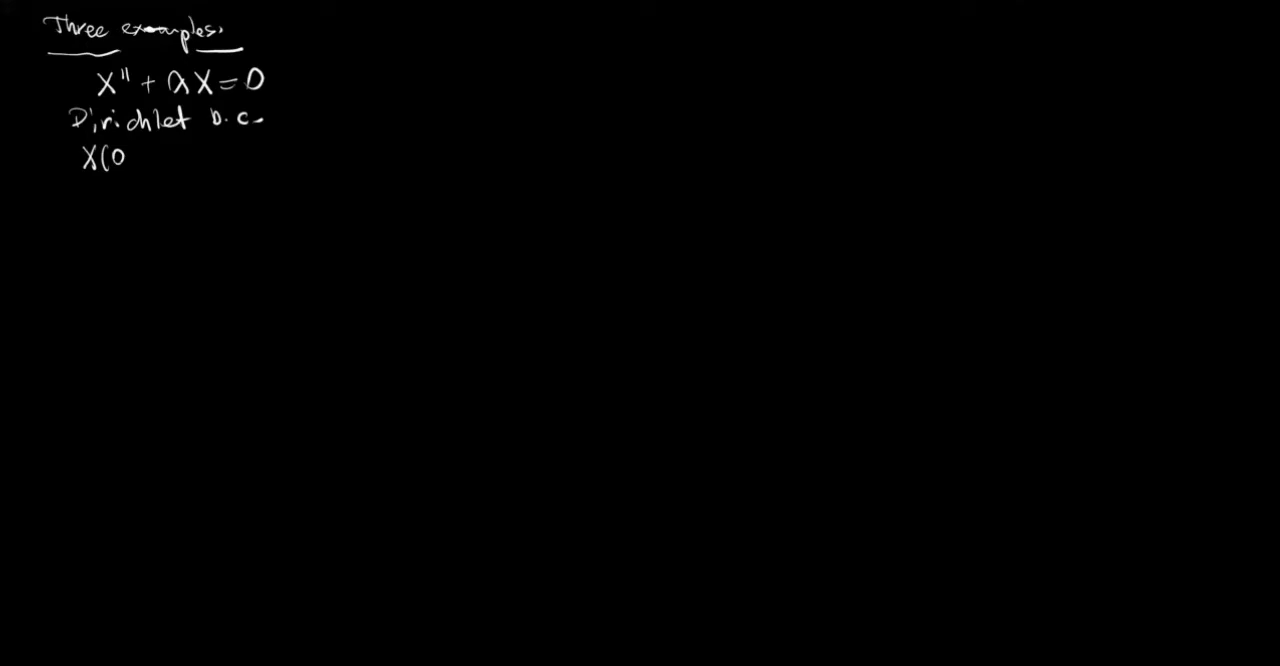 Three examples:
X'' + λX = 0
Dirichlet b.c.
X(0